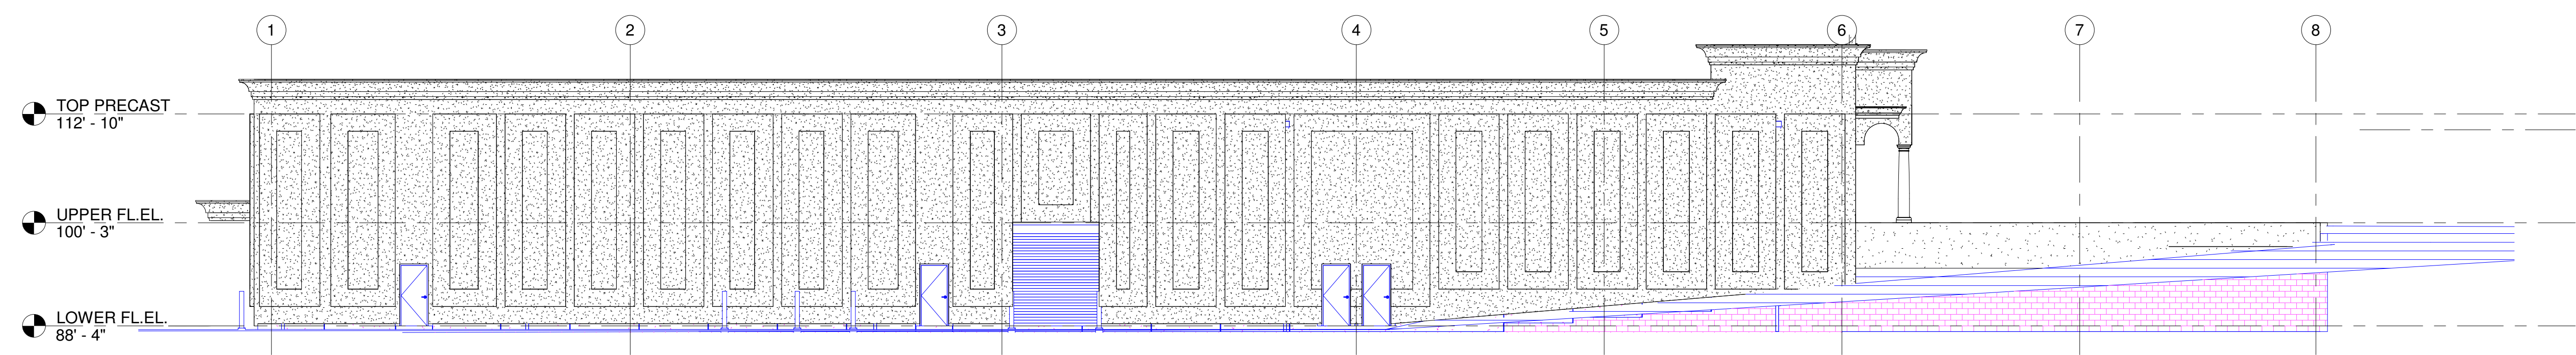 1 2 3 4 5 6 7 8
TOP PRECAST
112' - 10"
UPPER FL.EL.
100' - 3"
LOWER FL.EL.
88' - 4"